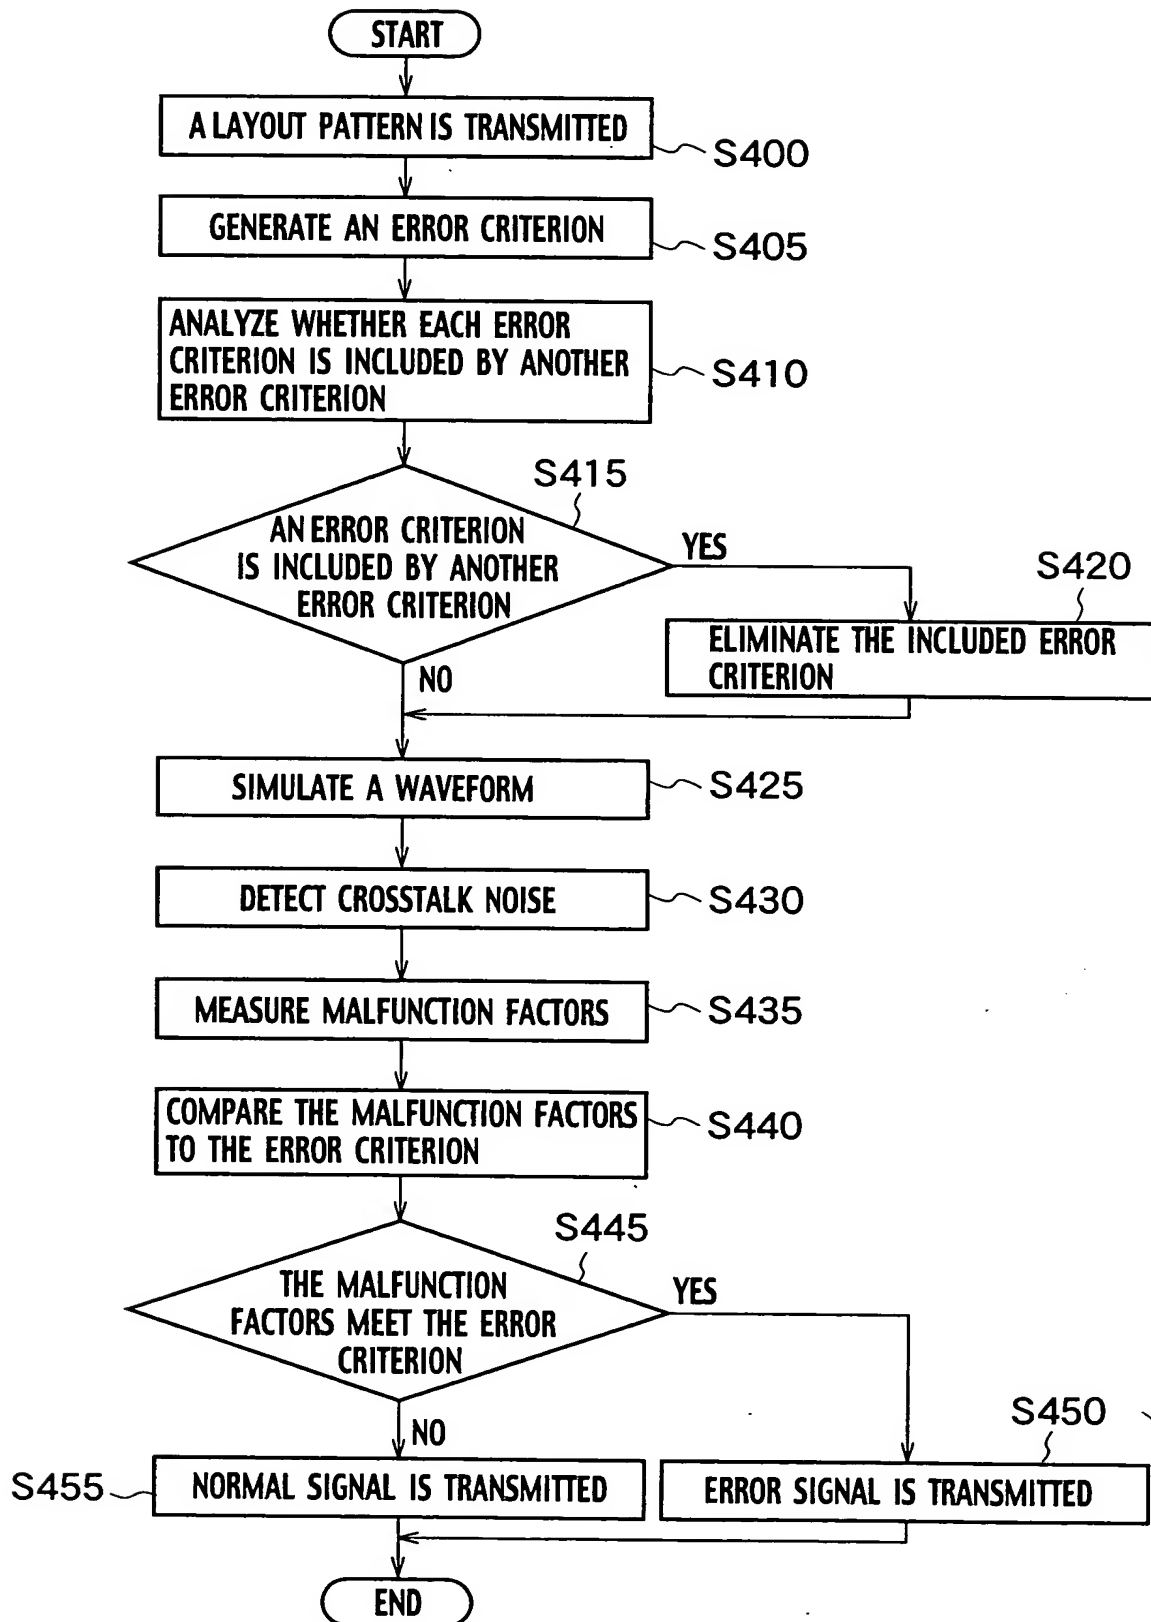 START
A LAYOUT PATTERN IS TRANSMITTED
S400
GENERATE AN ERROR CRITERION
S405
ANALYZE WHETHER EACH ERROR
CRITERION IS INCLUDED BY ANOTHER
ERROR CRITERION
S410
S415
AN ERROR CRITERION
IS INCLUDED BY ANOTHER
ERROR CRITERION
YES
S420
ELIMINATE THE INCLUDED ERROR
CRITERION
NO
SIMULATE A WAVEFORM
S425
DETECT CROSSTALK NOISE
S430
MEASURE MALFUNCTION FACTORS
S435
COMPARE THE MALFUNCTION FACTORS
TO THE ERROR CRITERION
S440
S445
THE MALFUNCTION
FACTORS MEET THE ERROR
CRITERION
YES
NO
S450
S455
NORMAL SIGNAL IS TRANSMITTED
ERROR SIGNAL IS TRANSMITTED
END